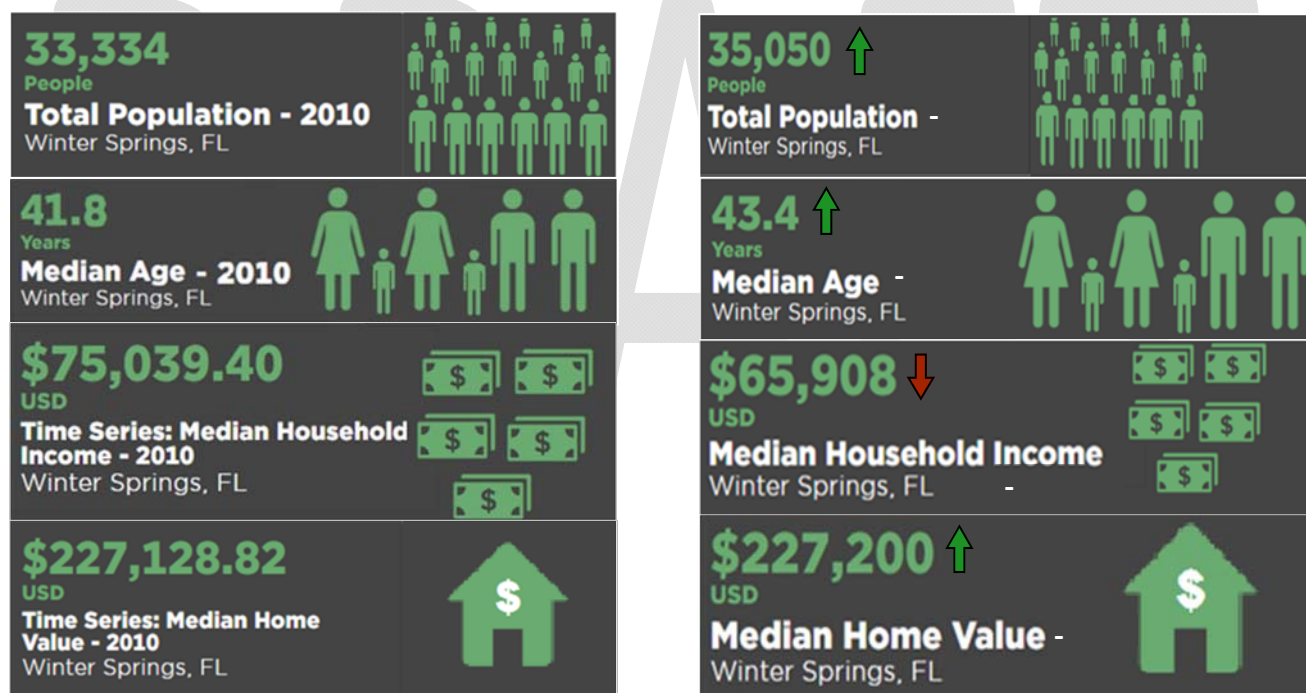 33,334
People
Total Population - 2010
Winter Springs, FL
41.8
Years
Median Age - 2010
Winter Springs, FL
$75,039.40
USD
Time Series: Median Household
Income - 2010
Winter Springs, FL
$ $
$ $
$
$227,128.82
USD
Time Series: Median Home
Value - 2010
Winter Springs, FL
$
35,050
People
Total Population -
Winter Springs, FL
43.4
Years
Median Age -
Winter Springs, FL
$65,908
USD
Median Household Income
Winter Springs, FL -
$ $
$ $
$
$227,200
USD
Median Home Value -
Winter Springs, FL
$